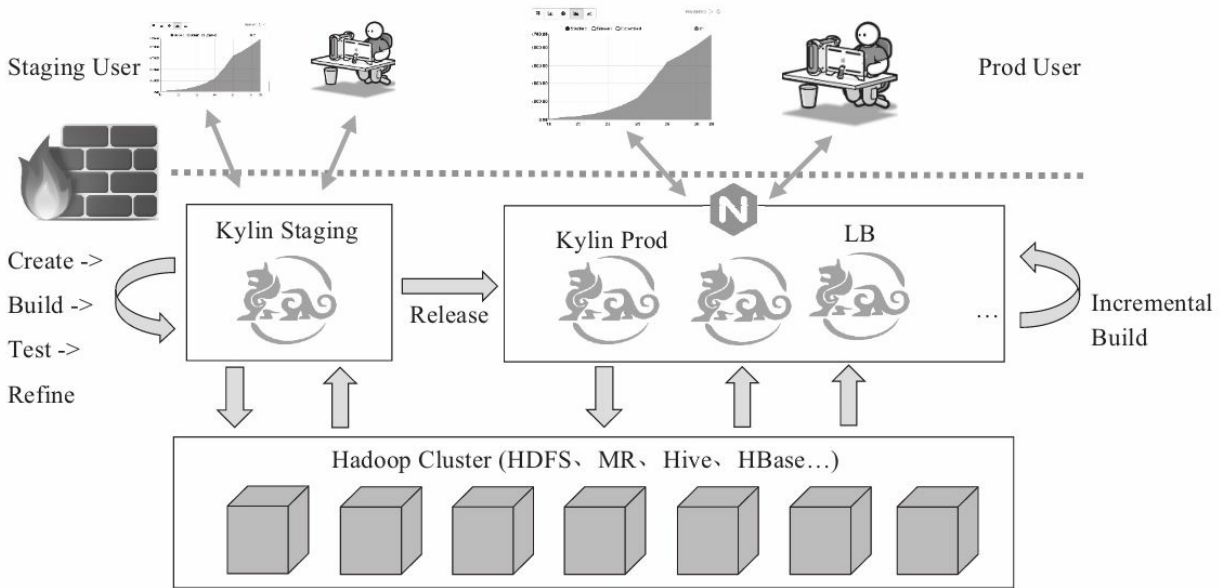 Staging User
Prod User
Kylin Staging
Kylin Prod
LB
Create ->
Build ->
Test ->
Refine
Release
...
Incremental
Build
Hadoop Cluster (HDFS、MR、Hive、HBase…)